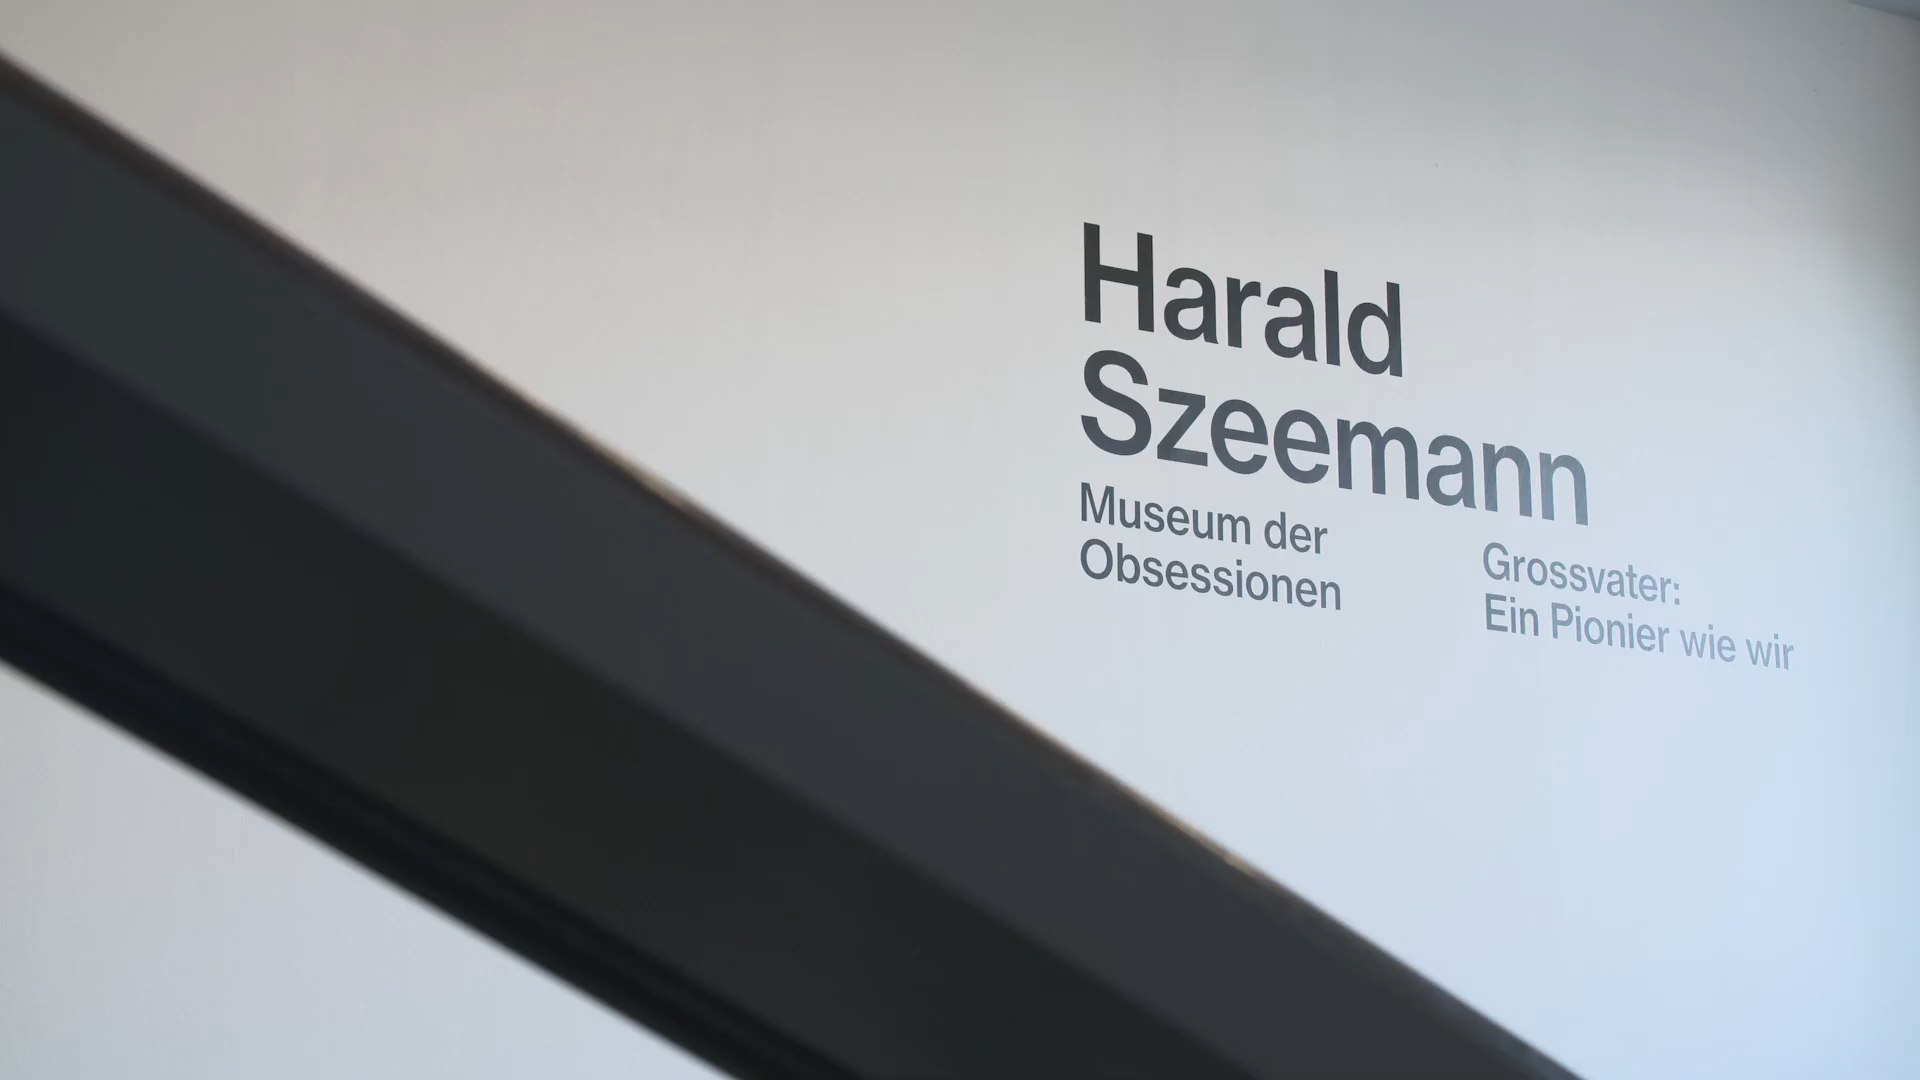 Harald
Szeemann
Museum der
Obsessionen
Grossvater:
Ein Pionier wie wir